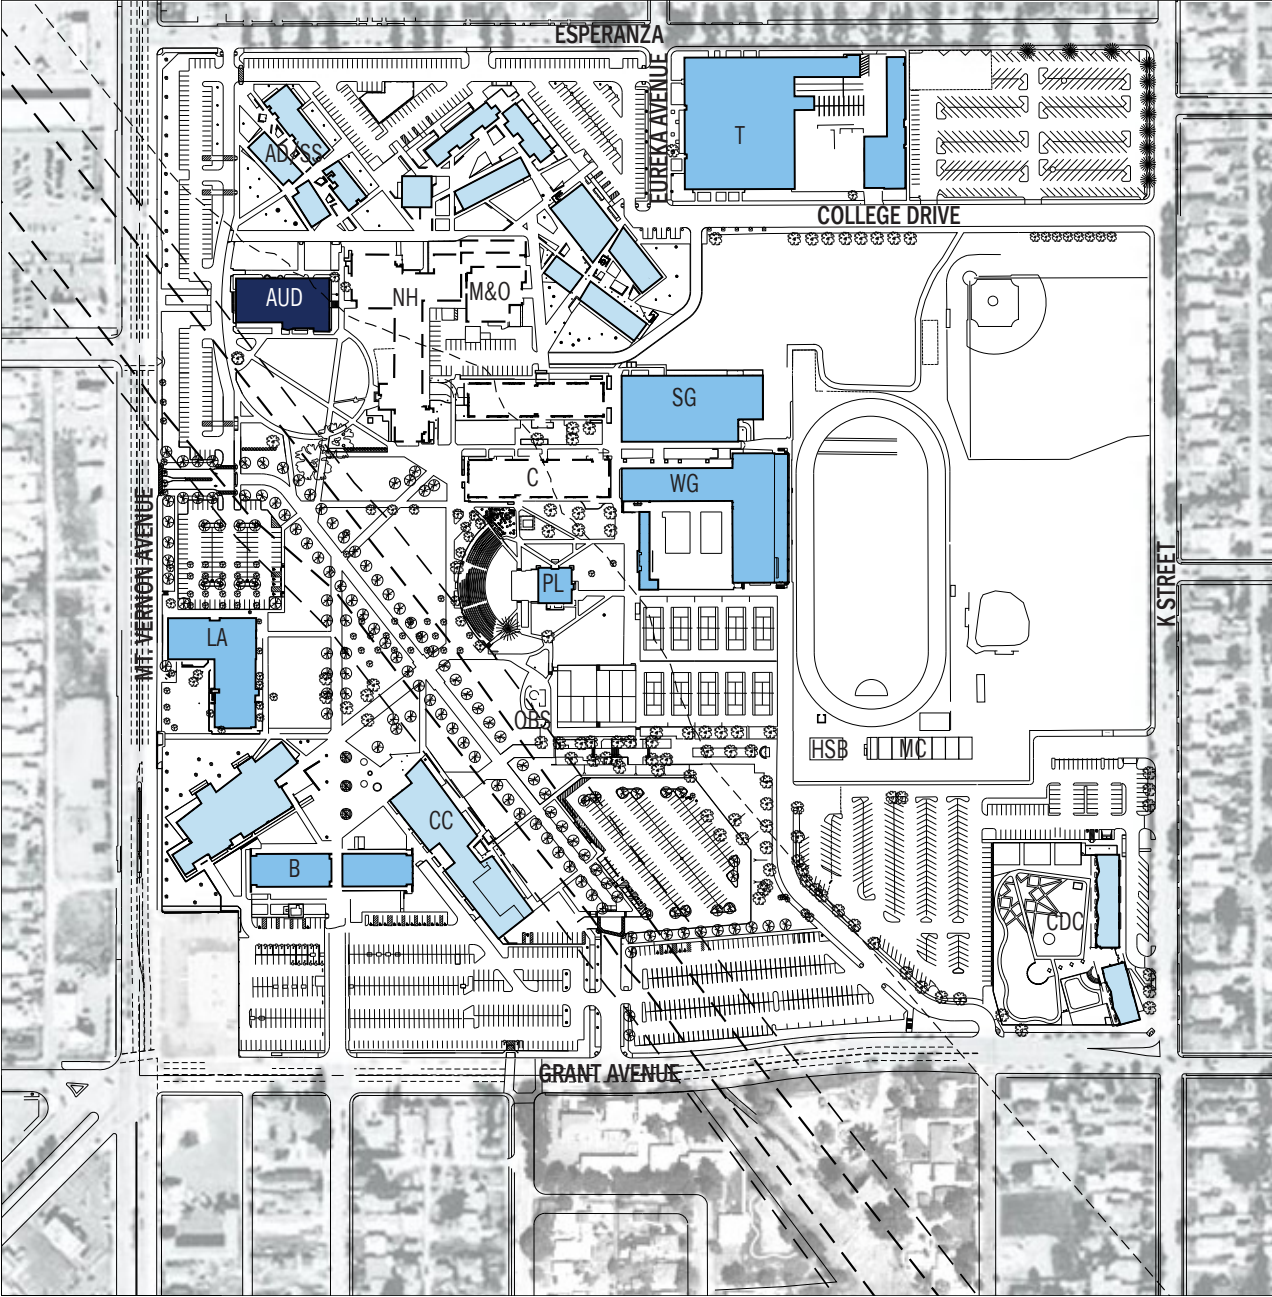 ESPERANZA
EUREKA AVENUE
T
AD/SS
COLLEGE DRIVE
AUD
NH
M&O
SG
C
WG
MT. VERNON AVENUE
PL
K STREET
LA
OBS
HSB
MC
CC
B
CDC
GRANT AVENUE